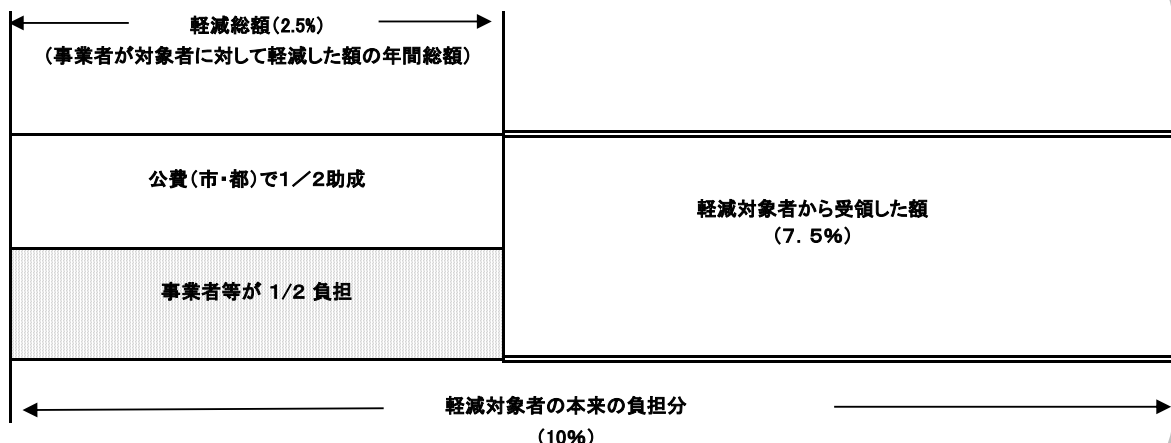 軽減総額(2.5%)
(事業者が対象者に対して軽減した額の年間総額)
公費(市・都)で1/2助成
軽減対象者から受領した額
(7.5%)
事業者等が 1/2 負担
軽減対象者の本来の負担分
(10%)